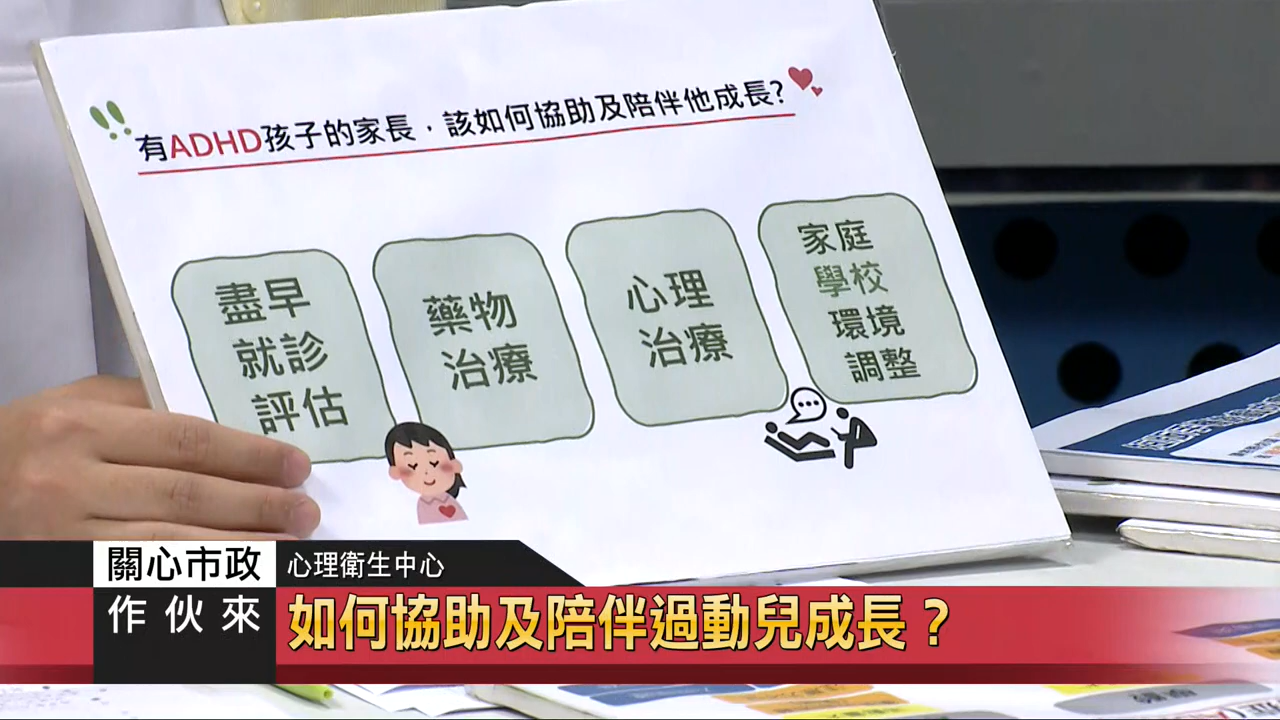 有ADHD孩子的家長，該如何協助及陪伴他成長?
盡早
就診
評估
藥物
治療
心理
治療
家庭
學校
環境
調整
關心市政
作伙來
心理衛生中心
如何協助及陪伴過動兒成長？